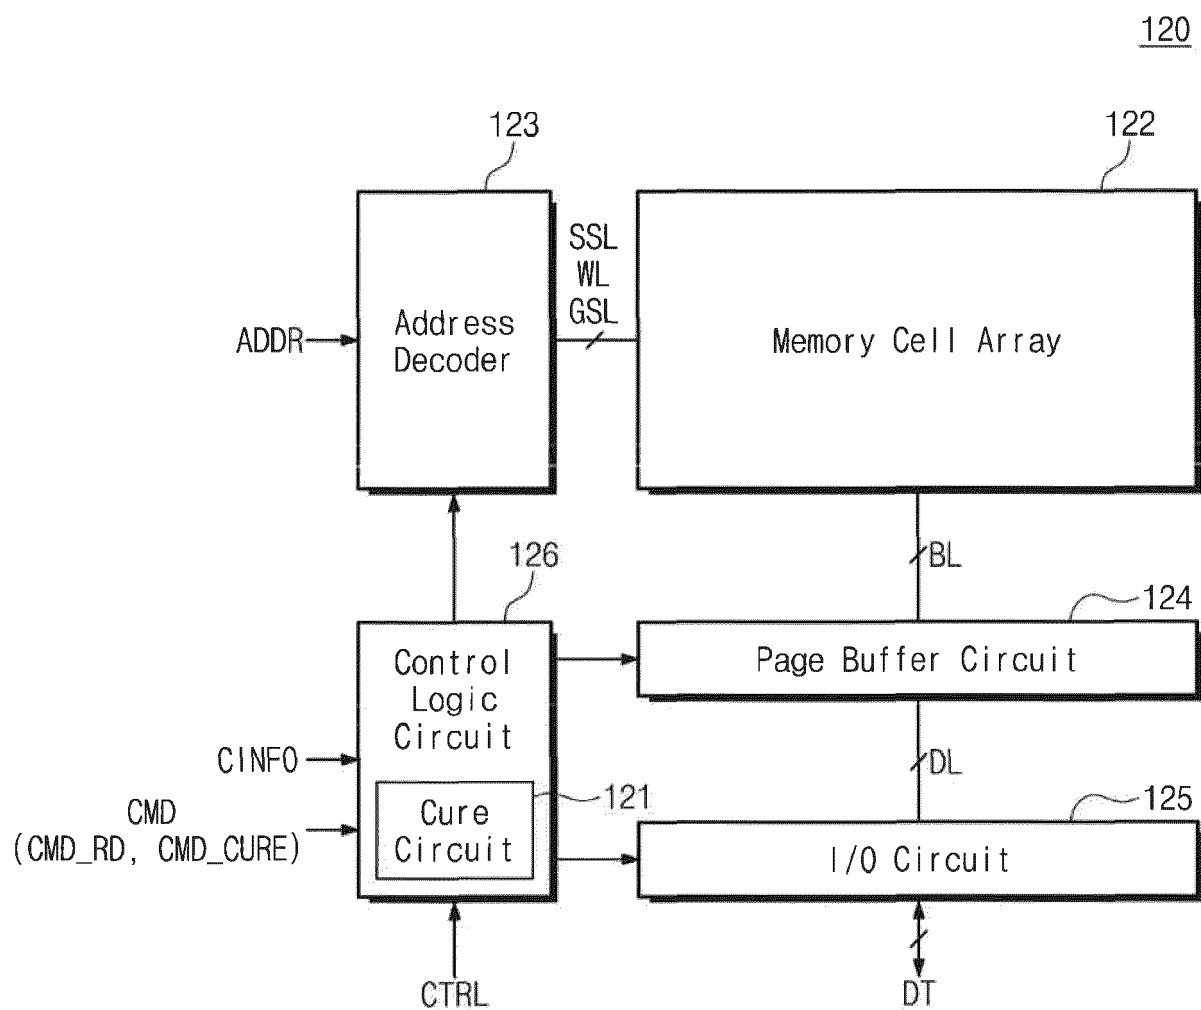 120
123
122
SSL
WL
GSL
ADDR
Address
Decoder
Memory Cell Array
126
BL
124
Control
Logic
Circuit
Page Buffer Circuit
CINFO
DL
CMD
(CMD_RD, CMD_CURE)
Cure
Circuit
121
125
I/O Circuit
CTRL
DT